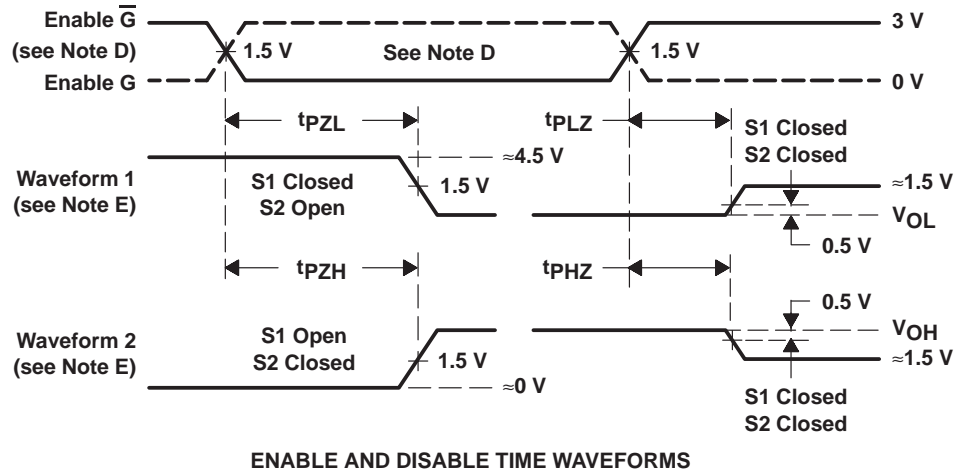 Enable G̅
(see Note D)
Enable G
1.5 V
See Note D
1.5 V
3 V
0 V
tPZL
tPLZ
S1 Closed
S2 Closed
Waveform 1
(see Note E)
S1 Closed
S2 Open
≈4.5 V
1.5 V
≈1.5 V
VOL
0.5 V
tPZH
tPHZ
0.5 V
Waveform 2
(see Note E)
S1 Open
S2 Closed
1.5 V
≈0 V
VOH
≈1.5 V
S1 Closed
S2 Closed
ENABLE AND DISABLE TIME WAVEFORMS